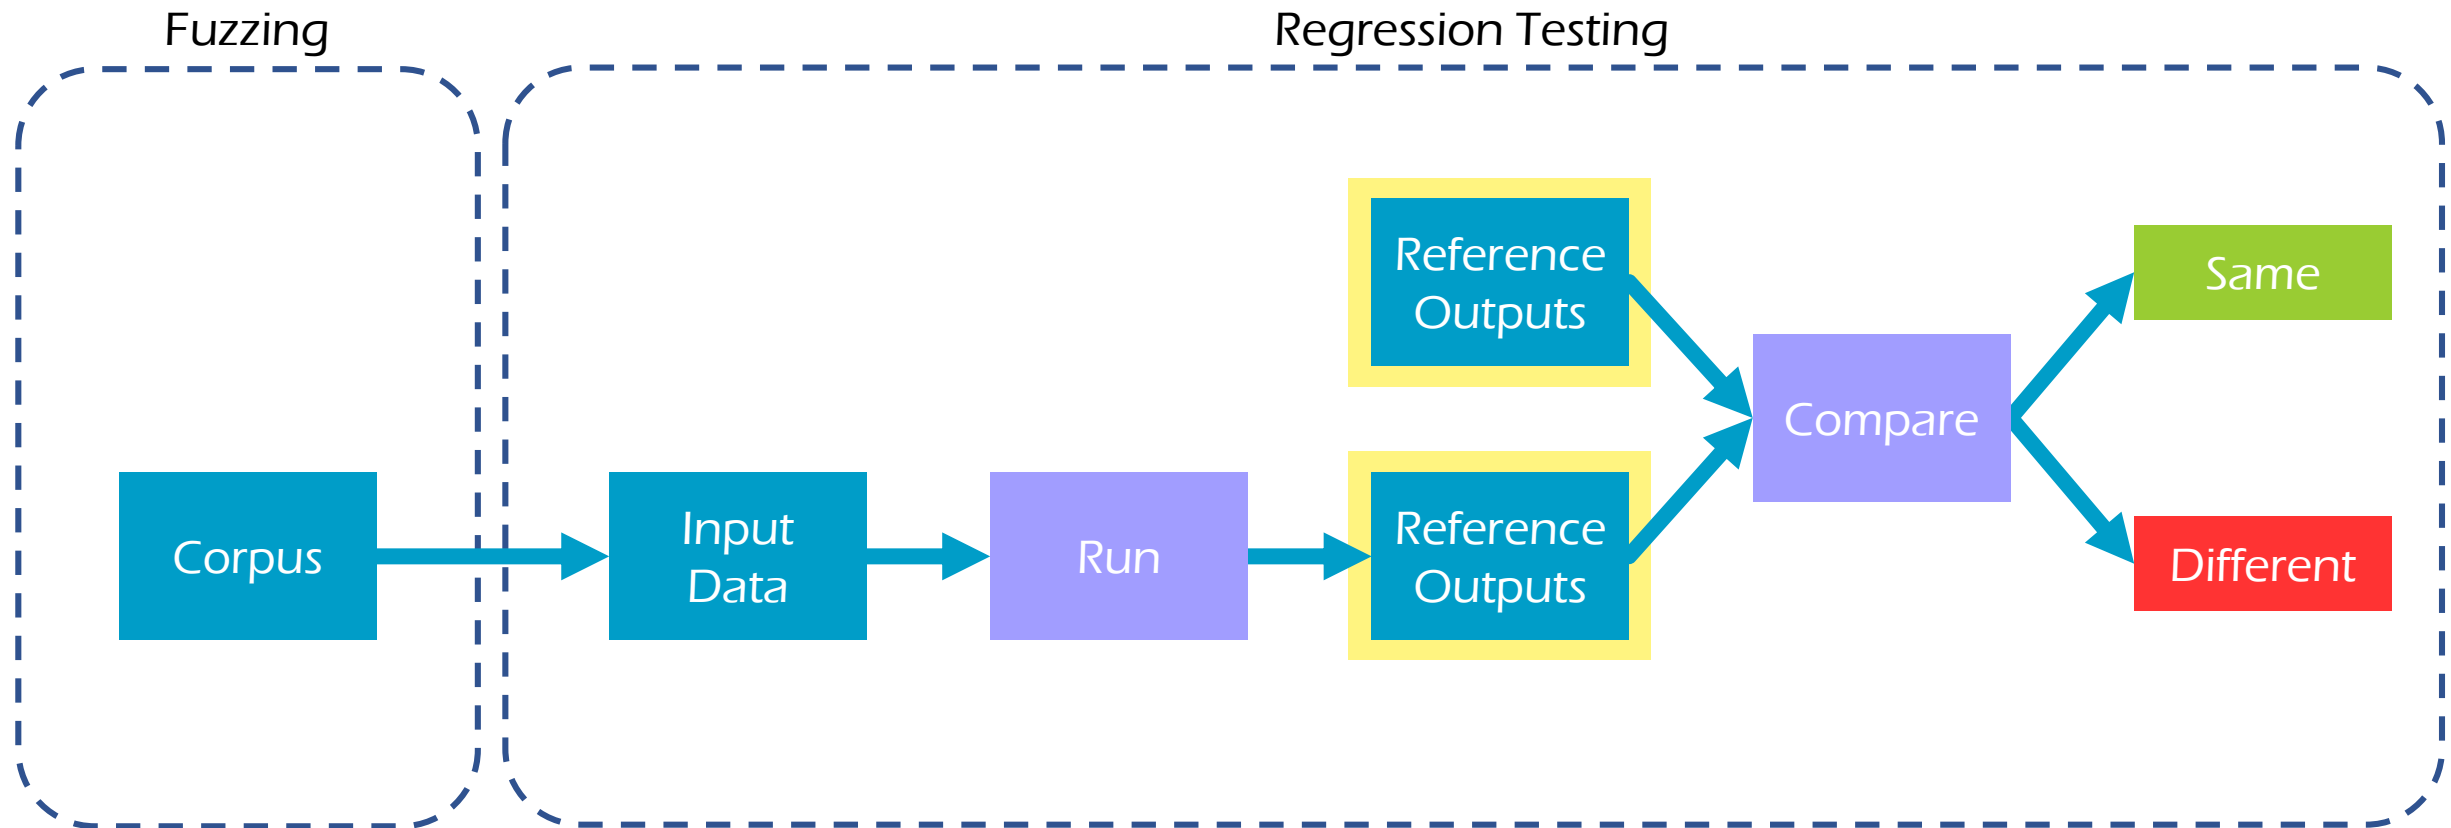 Fuzzing
Regression Testing
Reference
Outputs
Same
Compare
Corpus
Input
Data
Run
Reference
Outputs
Different